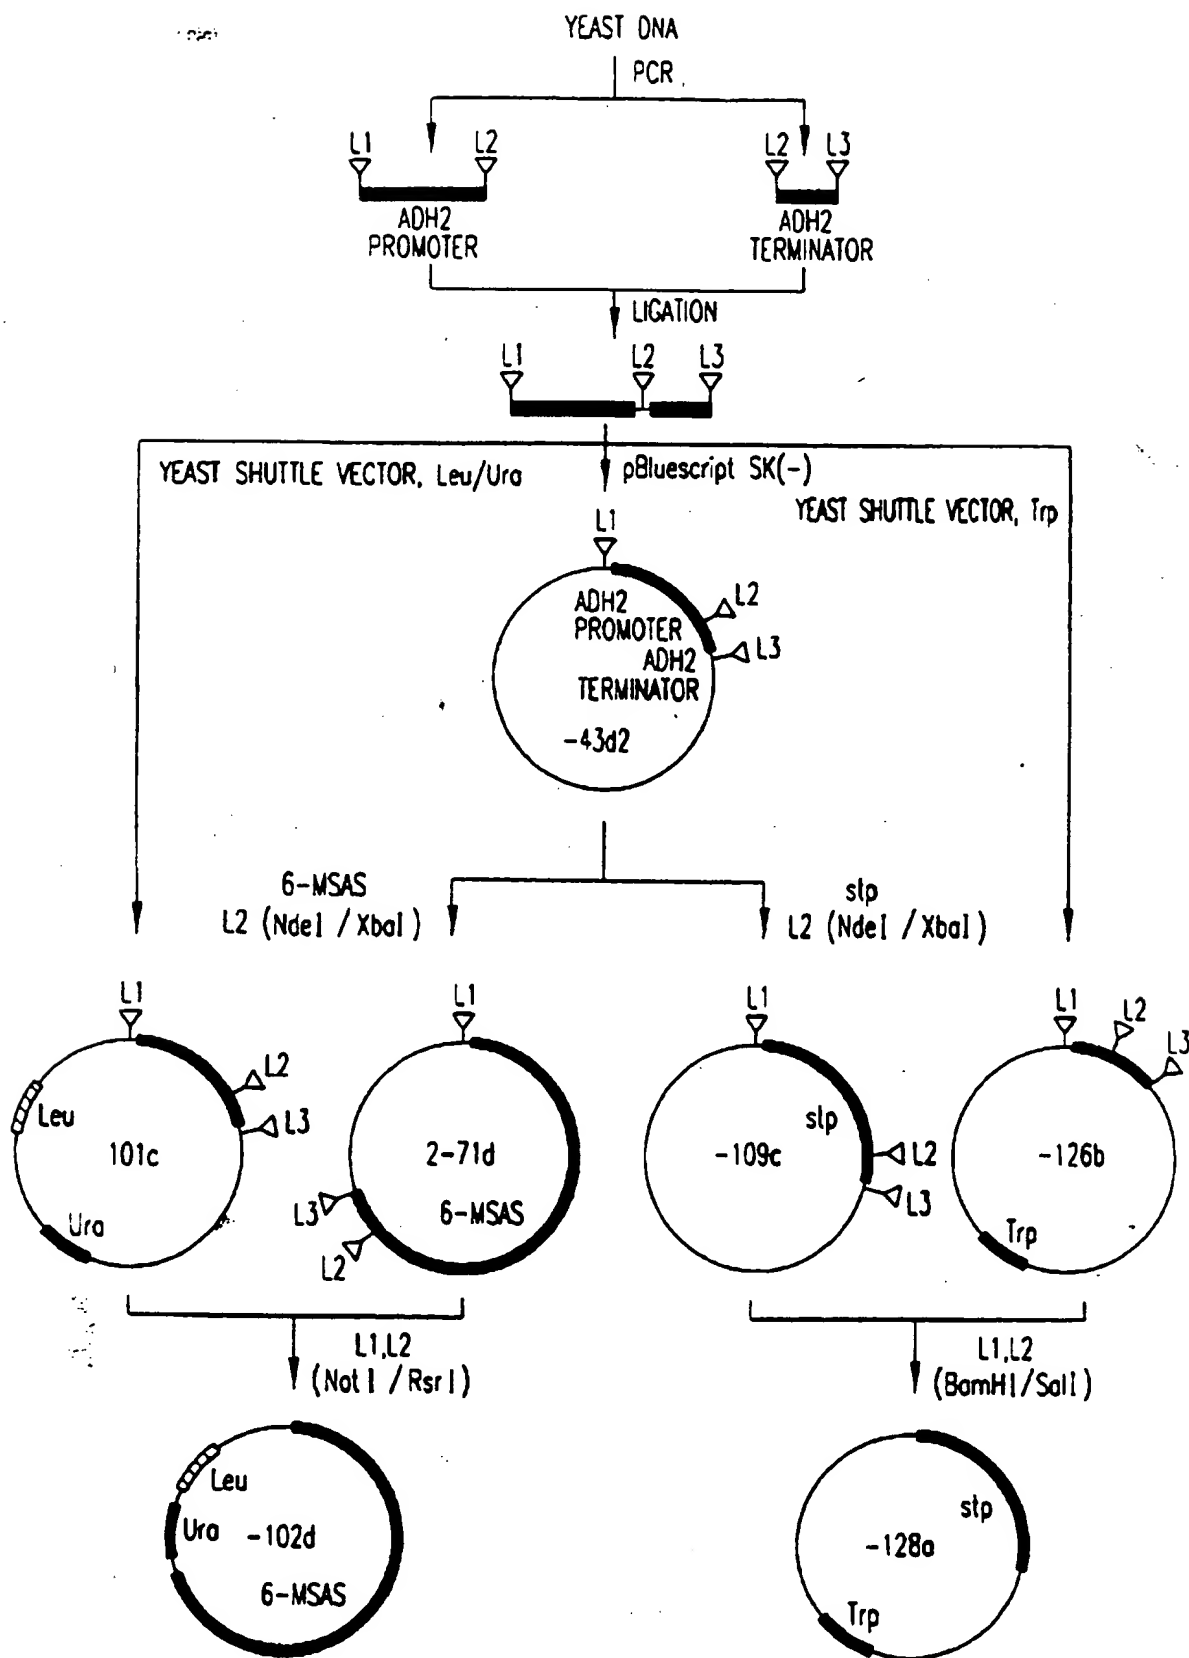 YEAST DNA
PCR
L1 L2 L2 L3
ADH2
PROMOTER
ADH2
TERMINATOR
LIGATION
L1 L2 L3
YEAST SHUTTLE VECTOR, Leu/Ura
pBluescript SK(-)
YEAST SHUTTLE VECTOR, Trp
L1
ADH2
PROMOTER
L2
ADH2
TERMINATOR
L3
-43d2
6-MSAS
L2 (NdeI / XbaI)
stp
L2 (NdeI / XbaI)
L1
Leu
L2
L3
101c
Ura
L1
2-71d
6-MSAS
L3
L2
L1
stp
-109c
L2
L3
L1
L2
L3
-126b
Trp
L1,L2
(Not I / Rsr I)
L1,L2
(BamHI/SalI)
Leu
Ura
-102d
6-MSAS
stp
-128a
Trp